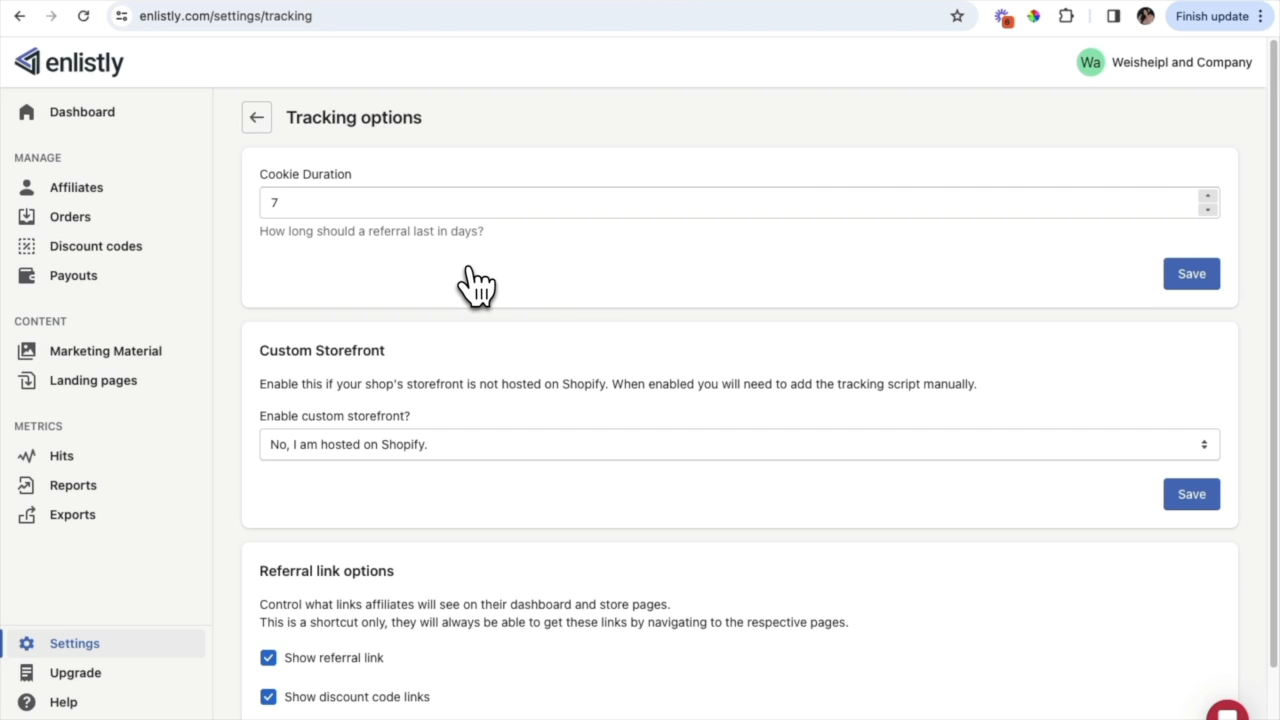 enlistly.com/settings/tracking
6
Finish update
enlistly
Wa
Weisheipl and Company
Dashboard
MANAGE
Affiliates
Orders
Discount codes
Payouts
CONTENT
Marketing Material
Landing pages
METRICS
Hits
Reports
Exports
Settings
Upgrade
Help
Tracking options
Cookie Duration
7
How long should a referral last in days?
Save
Custom Storefront
Enable this if your shop's storefront is not hosted on Shopify. When enabled you will need to add the tracking script manually.
Enable custom storefront?
No, I am hosted on Shopify.
Save
Referral link options
Control what links affiliates will see on their dashboard and store pages.
This is a shortcut only, they will always be able to get these links by navigating to the respective pages.
Show referral link
Show discount code links